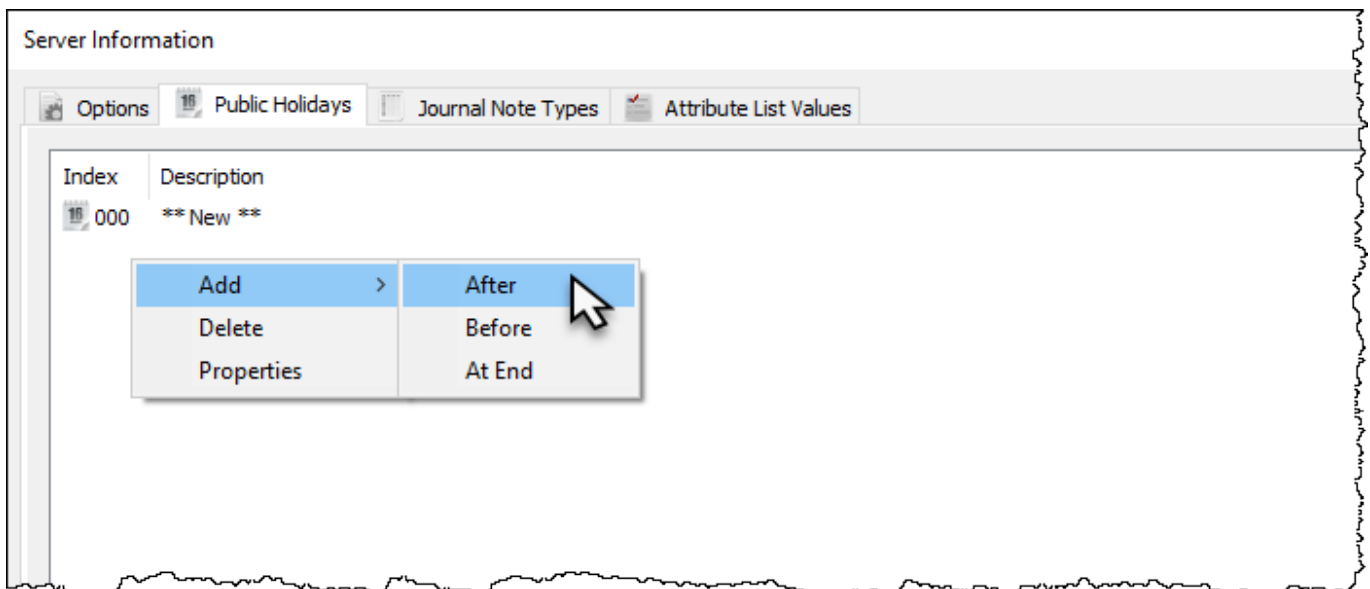 Server Information
Options Public Holidays Journal Note Types Attribute List Values
Index Description
16 000 ** New **
Add > After
Delete Before
Properties At End